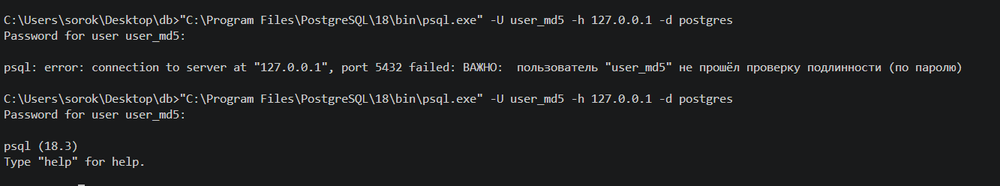 C:\Users\sorok\Desktop\db>"C:\Program Files\PostgreSQL\18\bin\psql.exe" -U user_md5 -h 127.0.0.1 -d postgres
Password for user user_md5:
psql: error: connection to server at "127.0.0.1", port 5432 failed: ВАЖНО:  пользователь "user_md5" не прошёл проверку подлинности (по паролю)
C:\Users\sorok\Desktop\db>"C:\Program Files\PostgreSQL\18\bin\psql.exe" -U user_md5 -h 127.0.0.1 -d postgres
Password for user user_md5:
psql (18.3)
Type "help" for help.